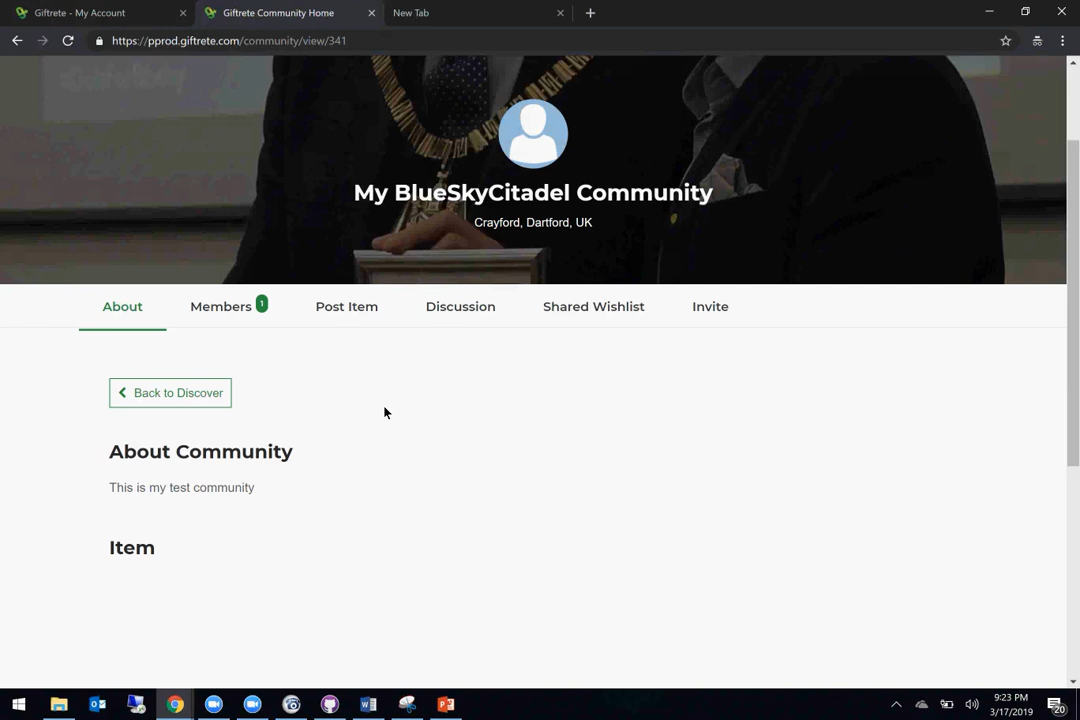 Giftrete - My Account
Giftrete Community Home
New Tab
https://pprod.giftrete.com/community/view/341
My BlueSkyCitadel Community
Crayford, Dartford, UK
About
Members 1
Post Item
Discussion
Shared Wishlist
Invite
Back to Discover
About Community
This is my test community
Item
9:23 PM
3/17/2019
20